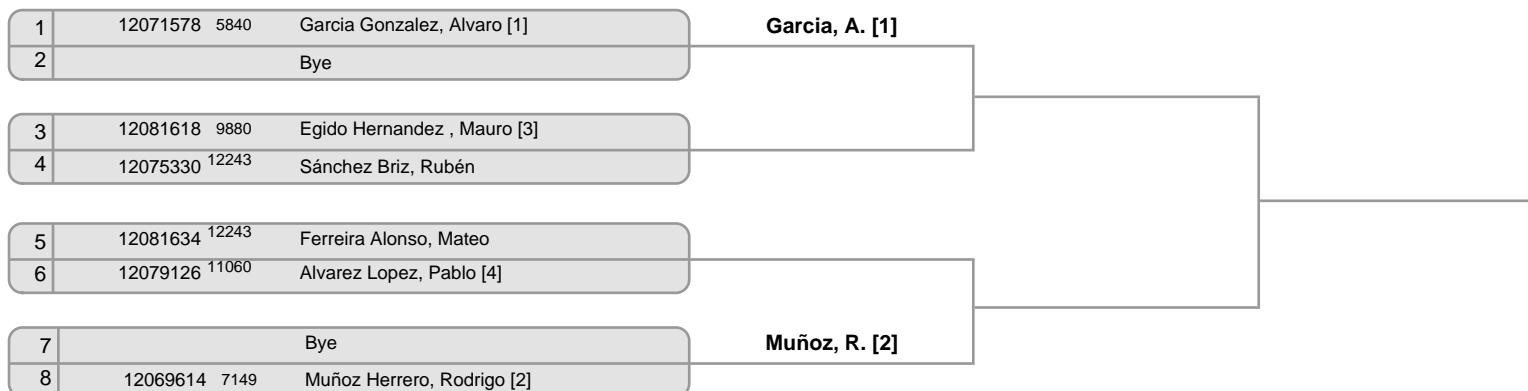 1 12071578 5840 Garcia Gonzalez, Alvaro [1] Garcia, A. [1]
2 Bye
3 12081618 9880 Egido Hernandez , Mauro [3]
4 12075330 12243 Sánchez Briz, Rubén
5 12081634 12243 Ferreira Alonso, Mateo
6 12079126 11060 Alvarez Lopez, Pablo [4]
7 Bye Muñoz, R. [2]
8 12069614 7149 Muñoz Herrero, Rodrigo [2]